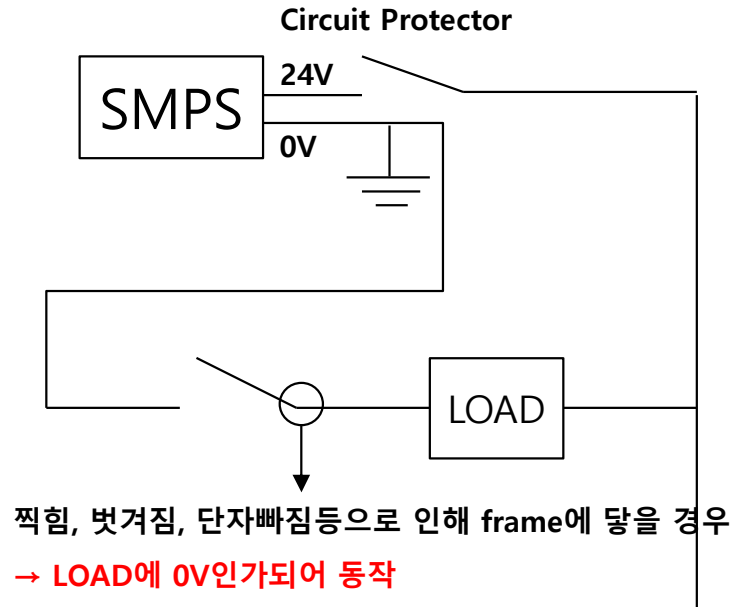 Circuit Protector
24V
SMPS
0V
LOAD
찍힘, 벗겨짐, 단자빠짐등으로 인해 frame에 닿을 경우
→ LOAD에 0V인가되어 동작